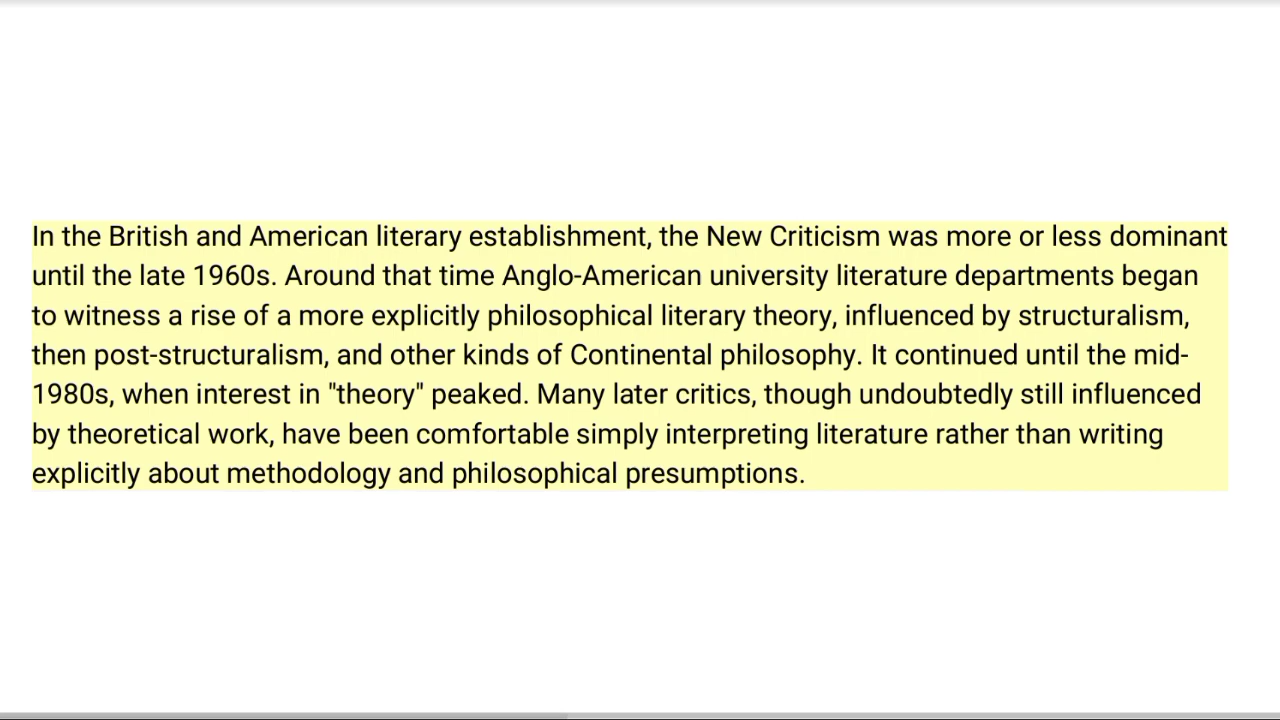 In the British and American literary establishment, the New Criticism was more or less dominant
until the late 1960s. Around that time Anglo-American university literature departments began
to witness a rise of a more explicitly philosophical literary theory, influenced by structuralism,
then post-structuralism, and other kinds of Continental philosophy. It continued until the mid-
1980s, when interest in "theory" peaked. Many later critics, though undoubtedly still influenced
by theoretical work, have been comfortable simply interpreting literature rather than writing
explicitly about methodology and philosophical presumptions.